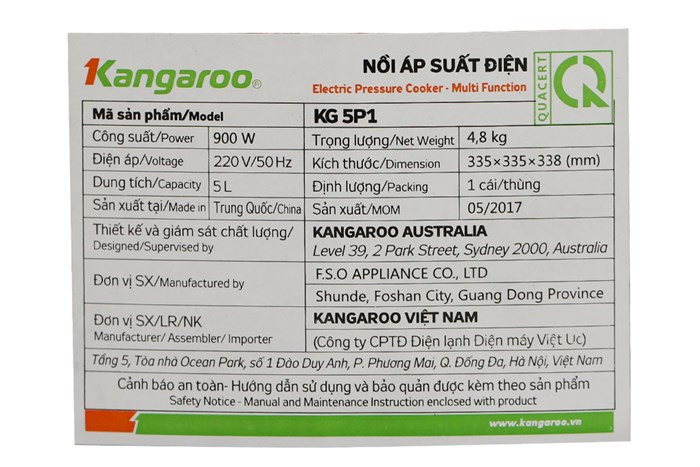 Kangaroo®
NỒI ÁP SUẤT ĐIỆN
Electric Pressure Cooker - Multi Function
QUACERT
Mã sản phẩm/Model KG 5P1
Công suất/Power 900 W Trọng lượng/Net Weight 4,8 kg
Điện áp/Voltage 220 V/50 Hz Kích thước/Dimension 335×335×338 (mm)
Dung tích/Capacity 5 L Định lượng/Packing 1 cái/thùng
Sản xuất tại/Made in Trung Quốc/China Sản xuất/MOM 05/2017
Thiết kế và giám sát chất lượng/
Designed/Supervised by
KANGAROO AUSTRALIA
Level 39, 2 Park Street, Sydney 2000, Australia
Đơn vị SX/Manufactured by
F.S.O APPLIANCE CO., LTD
Shunde, Foshan City, Guang Dong Province
Đơn vị SX/LR/NK
Manufacturer/ Assembler/ Importer
KANGAROO VIỆT NAM
(Công ty CPTĐ Điện lạnh Điện máy Việt Úc)
Tầng 5, Tòa nhà Ocean Park, số 1 Đào Duy Anh, P. Phương Mai, Q. Đống Đa, Hà Nội, Việt Nam
Cảnh báo an toàn- Hướng dẫn sử dụng và bảo quản được kèm theo sản phẩm
Safety Notice - Manual and Maintenance Instruction enclosed with product
www.kangaroo.vn